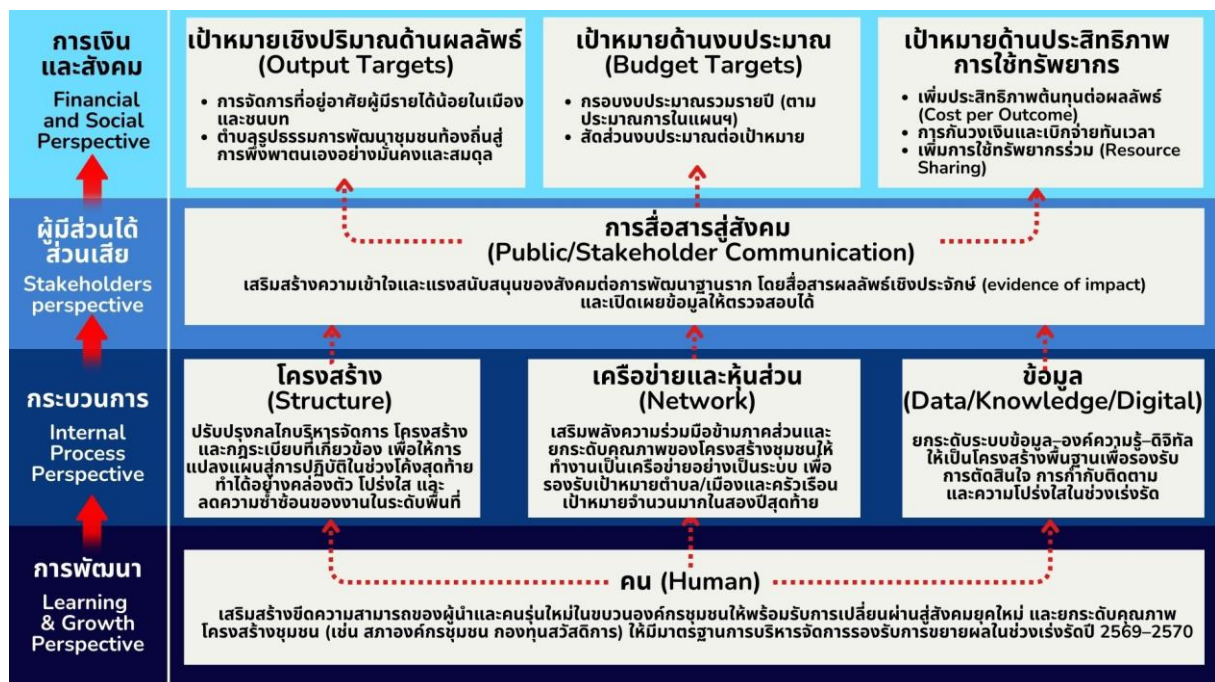 การเงิน
และสังคม
Financial
and Social
Perspective
เป้าหมายเชิงปริมาณด้านผลลัพธ์
(Output Targets)
• การจัดการที่อยู่อาศัยผู้มีรายได้น้อยในเมือง
และชนบท
• ตำบลรูปธรรมการพัฒนาชุมชนท้องถิ่นสู่
การพึ่งพาตนเองอย่างมั่นคงและสมดุล
เป้าหมายด้านงบประมาณ
(Budget Targets)
• กรอบงบประมาณรวมรายปี (ตาม
ประมาณการในแผนฯ)
• สัดส่วนงบประมาณต่อเป้าหมาย
เป้าหมายด้านประสิทธิภาพ
การใช้ทรัพยากร
• เพิ่มประสิทธิภาพต้นทุนต่อผลลัพธ์
(Cost per Outcome)
• การกันวงเงินและเบิกจ่ายทันเวลา
• เพิ่มการใช้ทรัพยากรร่วม (Resource
Sharing)
ผู้มีส่วนได้
ส่วนเสีย
Stakeholders
perspective
การสื่อสารสู่สังคม
(Public/Stakeholder Communication)
เสริมสร้างความเข้าใจและแรงสนับสนุนของสังคมต่อการพัฒนาฐานราก โดยสื่อสารผลลัพธ์เชิงประจักษ์ (evidence of impact)
และเปิดเผยข้อมูลให้ตรวจสอบได้
กระบวนการ
Internal
Process
Perspective
โครงสร้าง
(Structure)
ปรับปรุงกลไกบริหารจัดการ โครงสร้าง
และกฎระเบียบที่เกี่ยวข้อง เพื่อให้การ
แปลงแผนสู่การปฏิบัติในช่วงโค้งสุดท้าย
ทำได้อย่างคล่องตัว โปร่งใส และ
ลดความซ้ำซ้อนของงานในระดับพื้นที่
เครือข่ายและหุ้นส่วน
(Network)
เสริมพลังความร่วมมือข้ามภาคส่วนและ
ยกระดับคุณภาพของโครงสร้างชุมชนให้
ทำงานเป็นเครือข่ายอย่างเป็นระบบ เพื่อ
รองรับเป้าหมายตำบล/เมืองและครัวเรือน
เป้าหมายจำนวนมากในสองปีสุดท้าย
ข้อมูล
(Data/Knowledge/Digital)
ยกระดับระบบข้อมูล–องค์ความรู้–ดิจิทัล
ให้เป็นโครงสร้างพื้นฐานเพื่อรองรับ
การตัดสินใจ การกำกับติดตาม
และความโปร่งใสในช่วงเร่งรัด
การพัฒนา
Learning
& Growth
Perspective
คน (Human)
เสริมสร้างขีดความสามารถของผู้นำและคนรุ่นใหม่ในขบวนองค์กรชุมชนให้พร้อมรับการเปลี่ยนผ่านสู่สังคมยุคใหม่ และยกระดับคุณภาพ
โครงสร้างชุมชน (เช่น สภาองค์กรชุมชน กองทุนสวัสดิการ) ให้มีมาตรฐานการบริหารจัดการรองรับการขยายผลในช่วงเร่งรัดปี 2569–2570